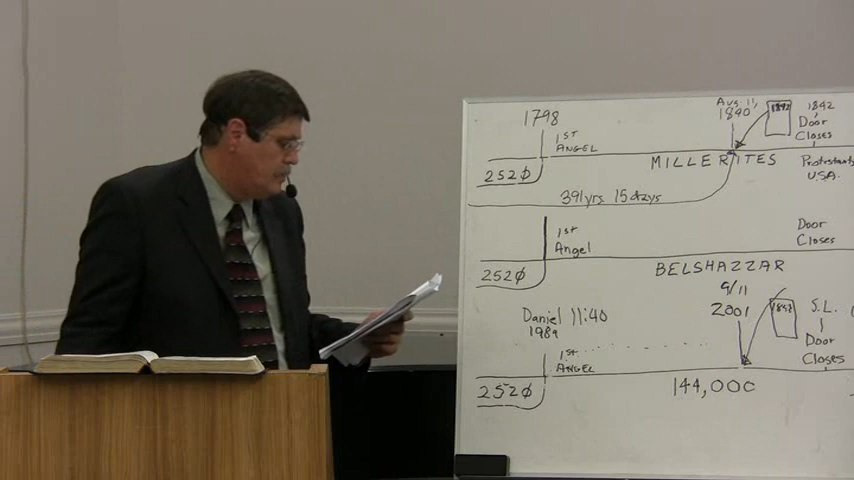 1798
1ST
ANGEL
2520
Aug 11,
1840
1842
1842
Door
Closes
MILLERITES
Protestants
U.S.A.
391yrs 15days
1st
Angel
2520
Door
Closes
BELSHAZZAR
Daniel 11:40
1989
1st
ANGEL
2520
9/11
2001
S.L.
Door
Closes
144,000